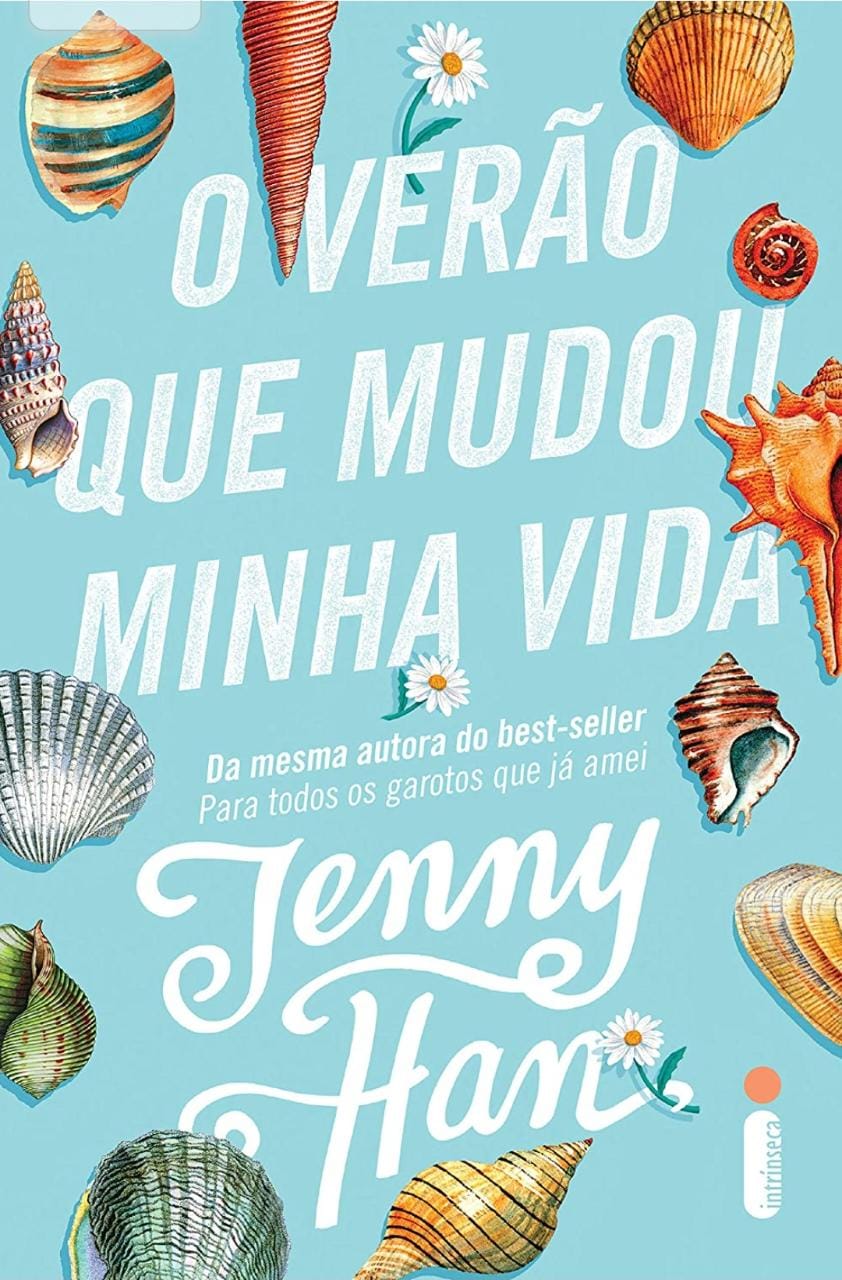 O VERÃO
QUE MUDOU
MINHA VIDA
Da mesma autora do best-seller
Para todos os garotos que já amei
Jenny
Han
intrínseca